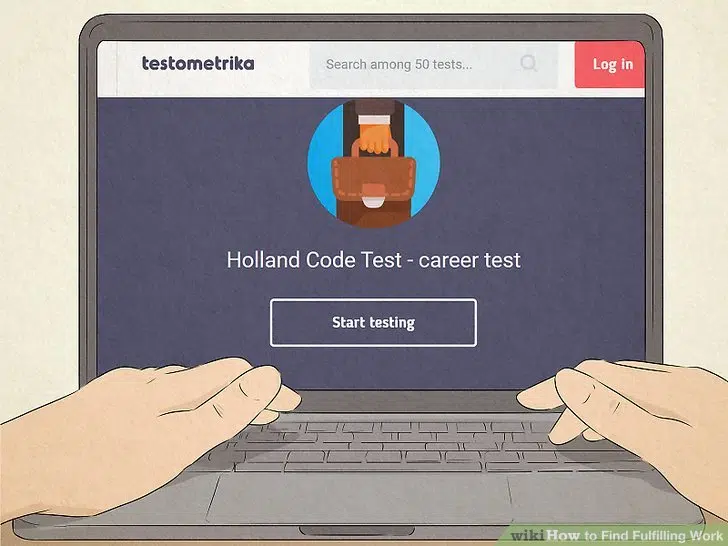 testometrika
Search among 50 tests...
Log in
Holland Code Test - career test
Start testing
wikiHow to Find Fulfilling Work